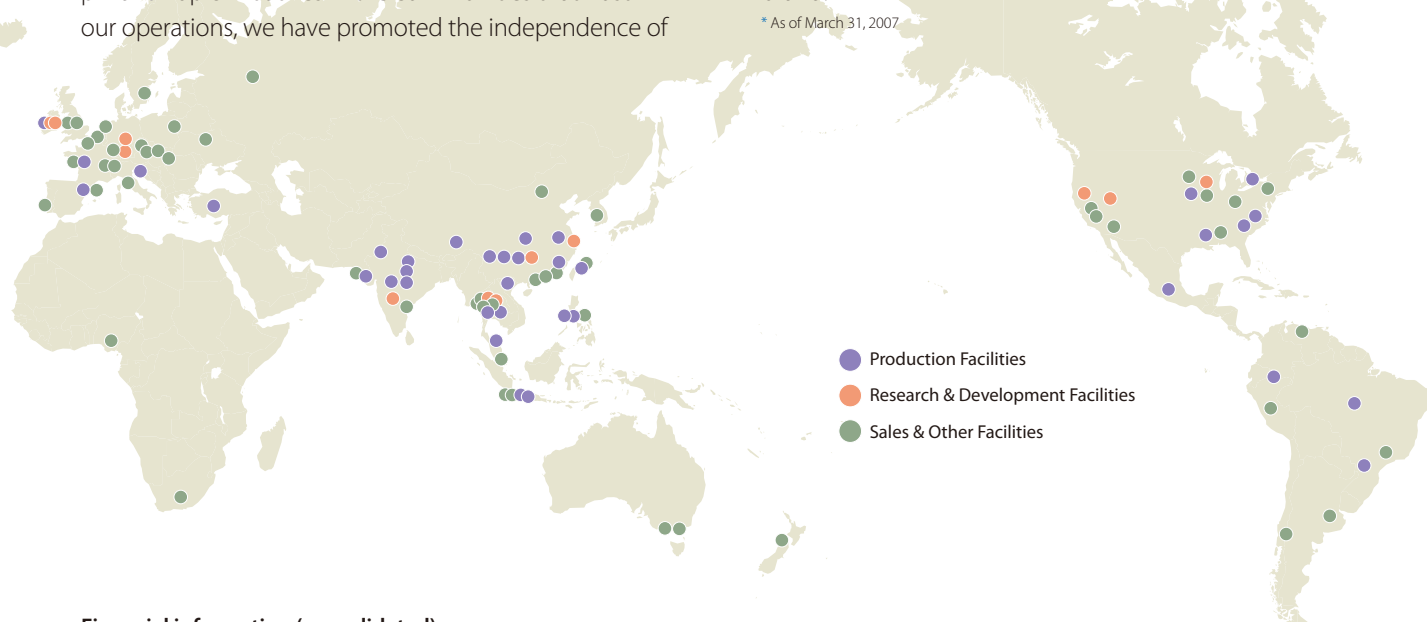 our operations, we have promoted the independence of
* As of March 31, 2007
Production Facilities
Research & Development Facilities
Sales & Other Facilities